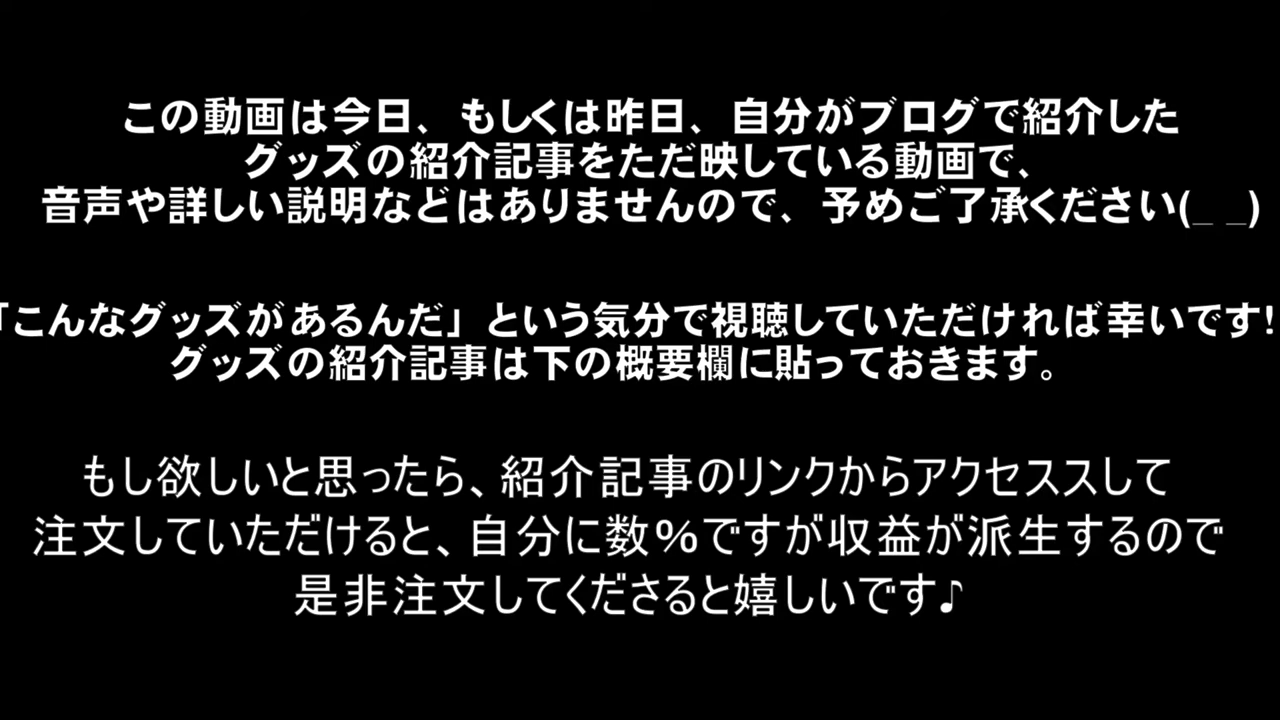 この動画は今日、もしくは昨日、自分がブログで紹介した
グッズの紹介記事をただ映している動画で、
音声や詳しい説明などはありませんので、予めご了承ください(_ _)
「こんなグッズがあるんだ」という気分で視聴していただければ幸いです!
グッズの紹介記事は下の概要欄に貼っておきます。
もし欲しいと思ったら、紹介記事のリンクからアクセススして
注文していただけると、自分に数%ですが収益が派生するので
是非注文してくださると嬉しいです♪